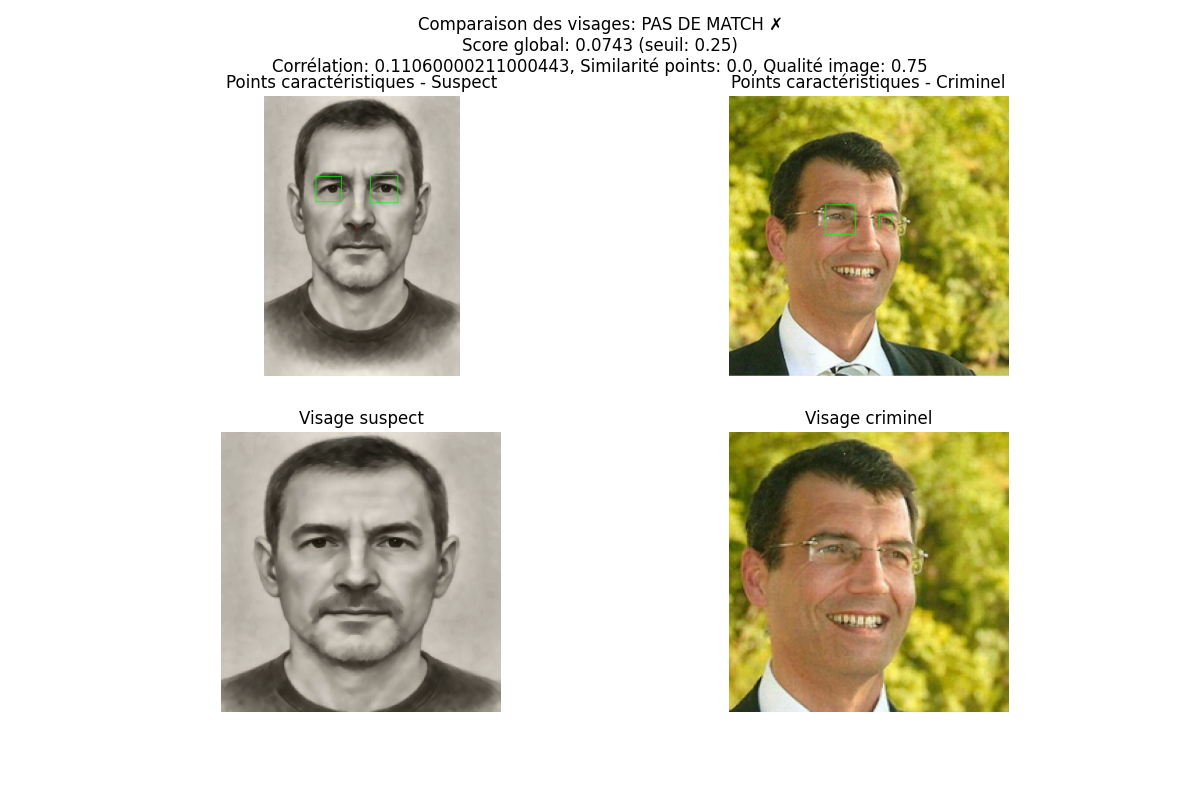 Comparaison des visages: PAS DE MATCH ✗
Score global: 0.0743 (seuil: 0.25)
Corrélation: 0.11060000211000443, Similarité points: 0.0, Qualité image: 0.75
Points caractéristiques - Suspect
Points caractéristiques - Criminel
Visage suspect
Visage criminel